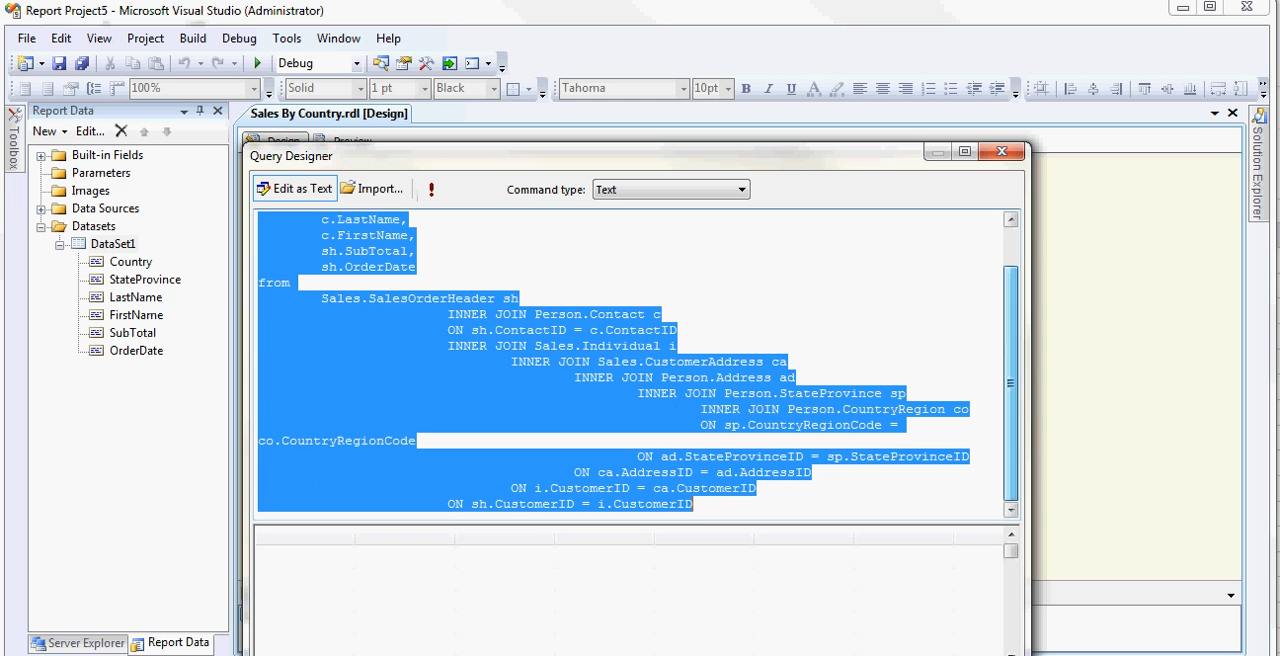 Report Project5 - Microsoft Visual Studio (Administrator)
File Edit View Project Build Debug Tools Window Help
Debug
100% Solid 1 pt Black Tahoma 10pt B I U A
Report Data
Sales By Country.rdl [Design]
New Edit...
Design Preview
Toolbox
Solution Explorer
Built-in Fields
Parameters
Images
Data Sources
Datasets
DataSet1
Country
StateProvince
LastName
FirstName
SubTotal
OrderDate
Server Explorer Report Data
Query Designer
Edit as Text Import... ! Command type: Text
c.LastName,
c.FirstName,
sh.SubTotal,
sh.OrderDate
from
Sales.SalesOrderHeader sh
INNER JOIN Person.Contact c
ON sh.ContactID = c.ContactID
INNER JOIN Sales.Individual i
INNER JOIN Sales.CustomerAddress ca
INNER JOIN Person.Address ad
INNER JOIN Person.StateProvince sp
INNER JOIN Person.CountryRegion co
ON sp.CountryRegionCode =
co.CountryRegionCode
ON ad.StateProvinceID = sp.StateProvinceID
ON ca.AddressID = ad.AddressID
ON i.CustomerID = ca.CustomerID
ON sh.CustomerID = i.CustomerID